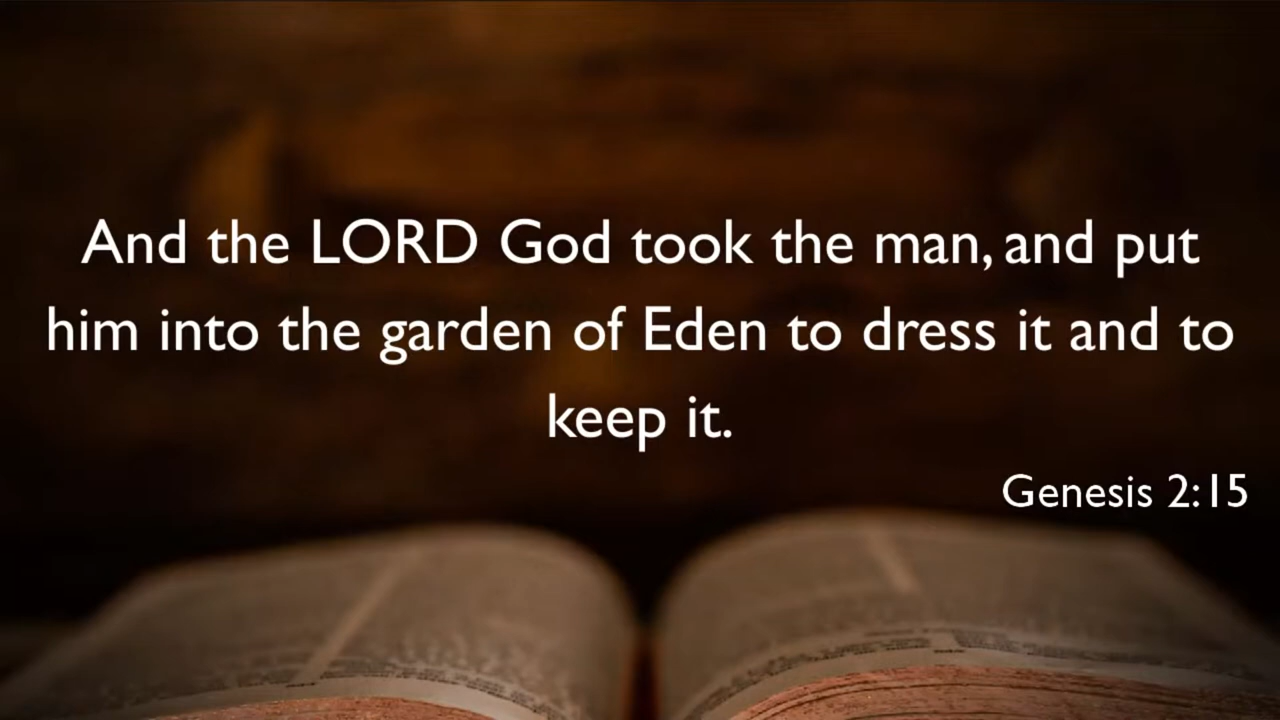 And the LORD God took the man, and put
him into the garden of Eden to dress it and to
keep it.
Genesis 2:15